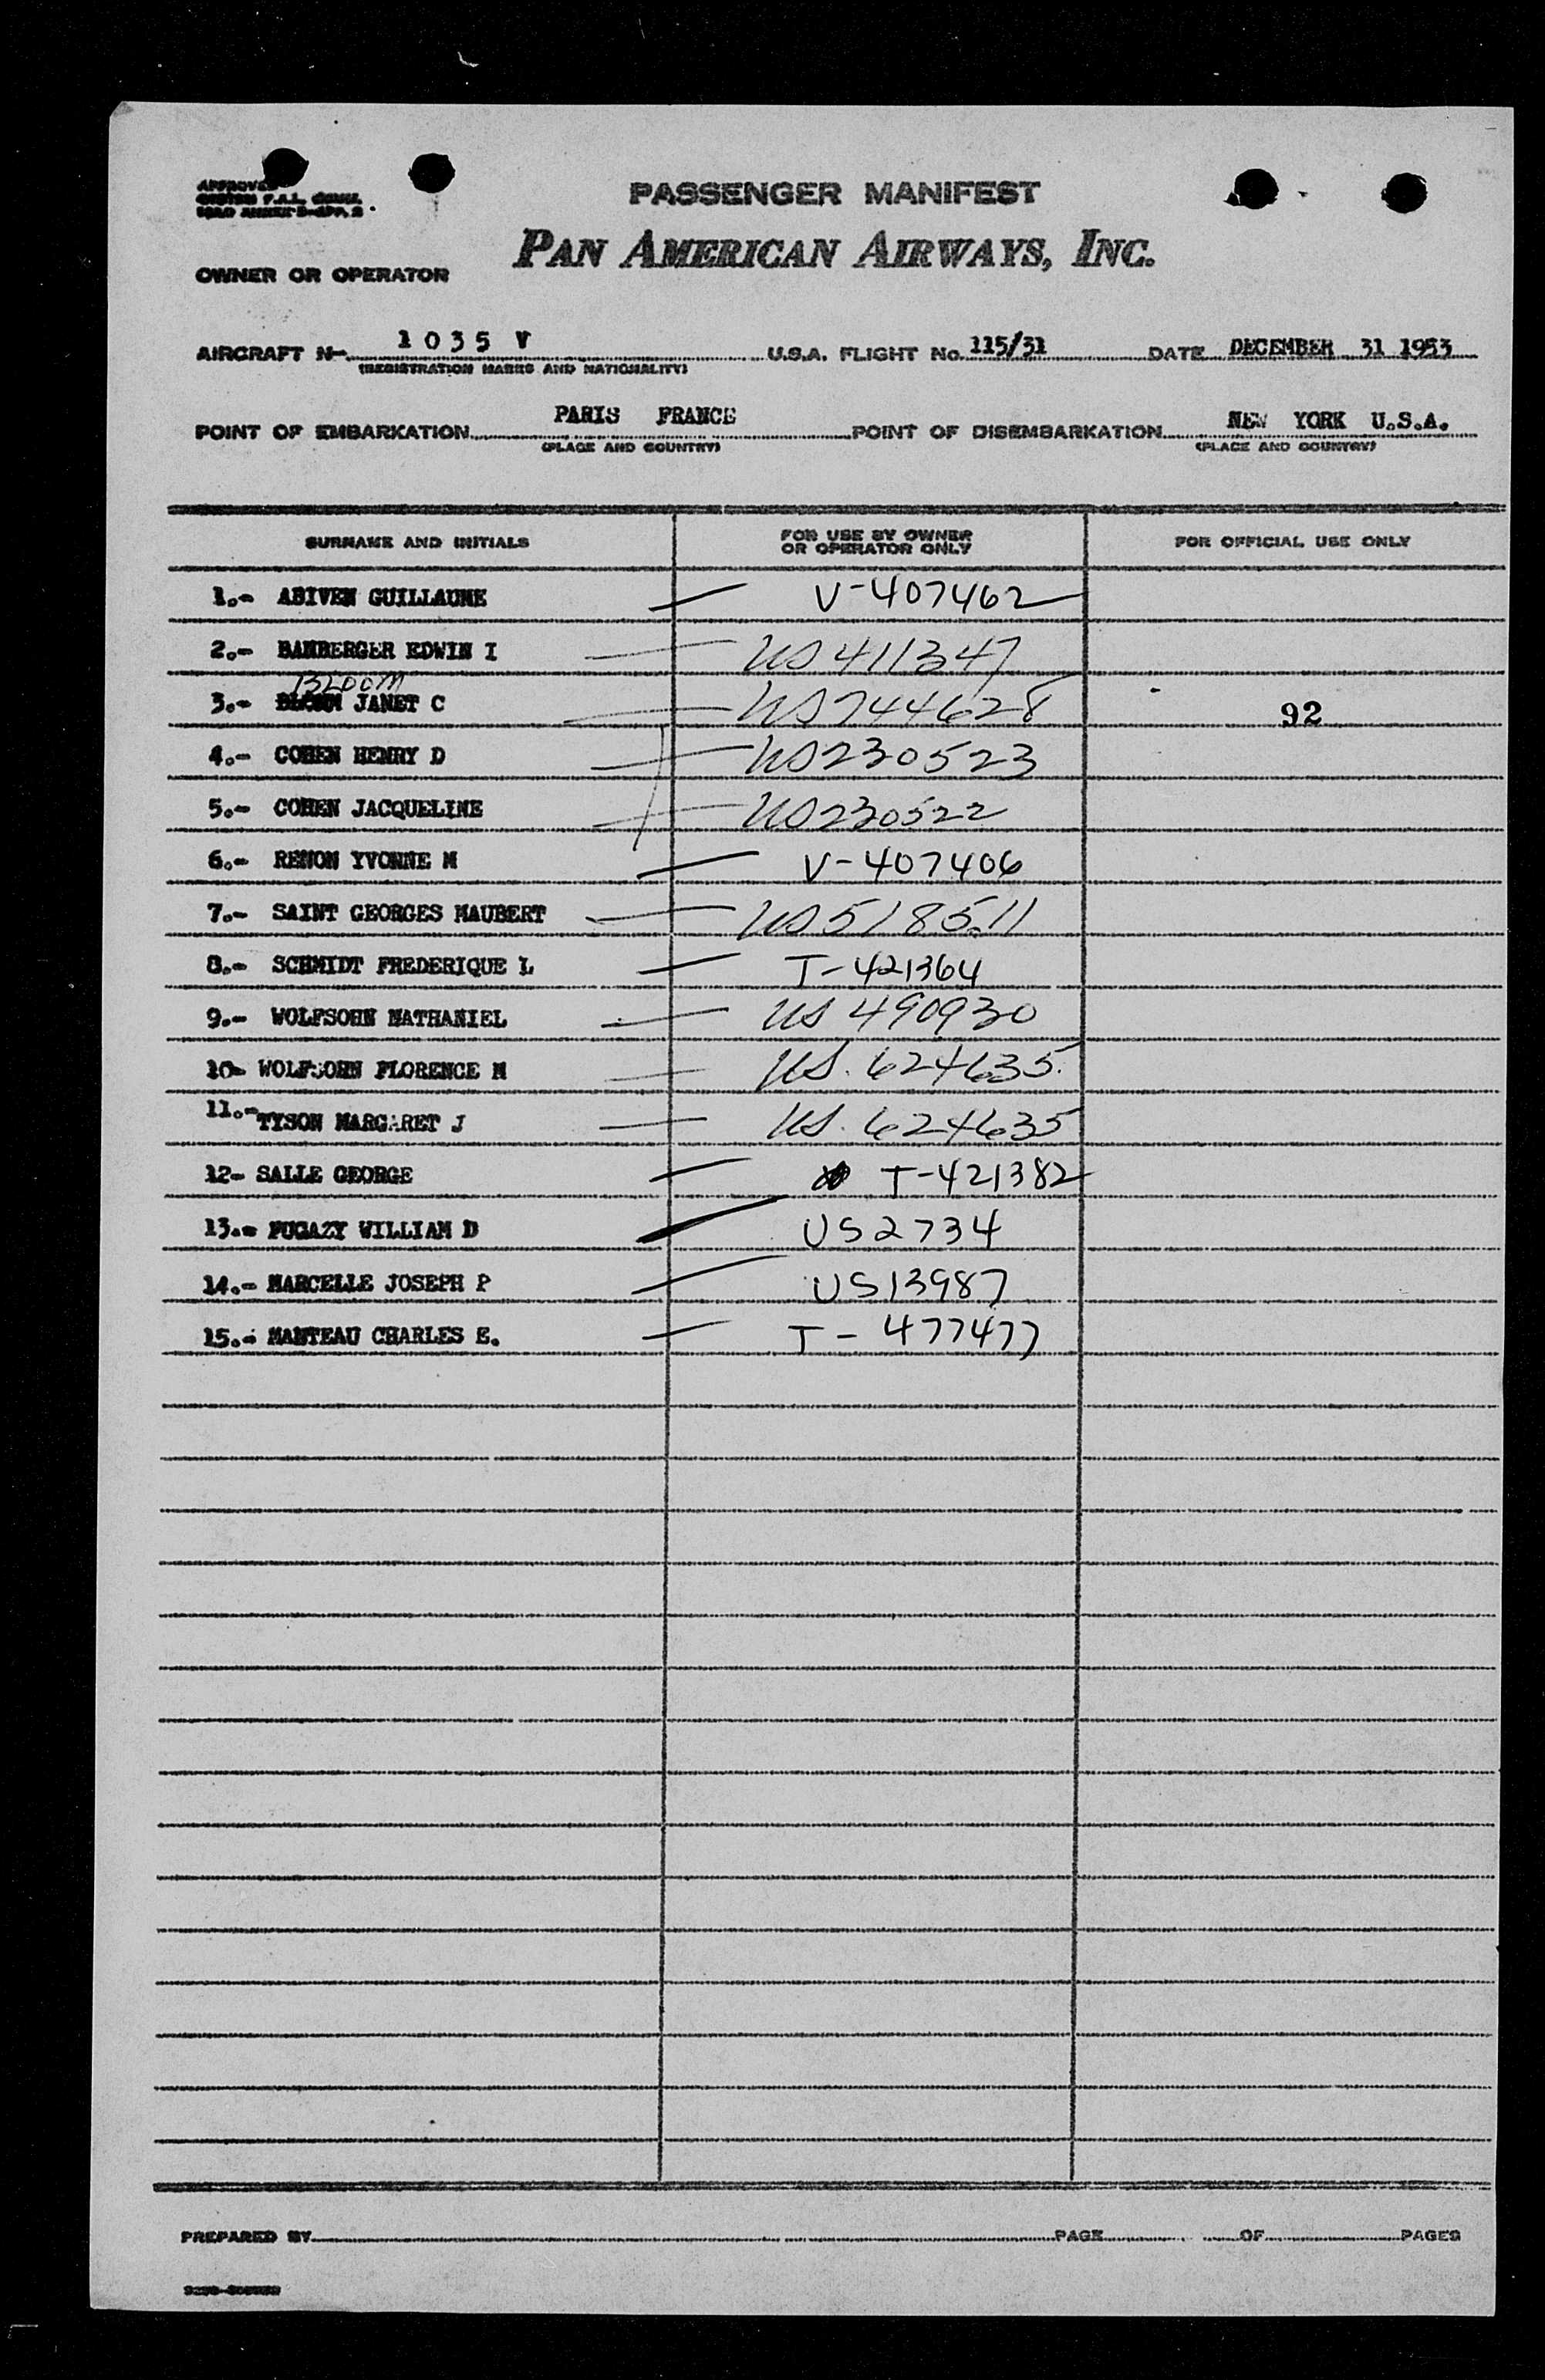 APPROVED
PASSENGER MANIFEST
PAN AMERICAN AIRWAYS, INC.
OWNER OR OPERATOR
AIRCRAFT No 1035 V U.S.A. FLIGHT No. 115/31 DATE DECEMBER 31 1953
(REGISTRATION MARKS AND NATIONALITY)
POINT OF EMBARKATION PARIS FRANCE POINT OF DISEMBARKATION NEW YORK U.S.A.
(PLACE AND COUNTRY) (PLACE AND COUNTRY)
SURNAME AND INITIALS FOR USE BY OWNER OR OPERATOR ONLY FOR OFFICIAL USE ONLY
1.- ABIVEN GUILLAUME V-407462
2.- BAMBERGER EDWIN I US 411347
BLOOM
3.- JANET C US744628 92
4.- COHEN HENRY D US230523
5.- COHEN JACQUELINE US230522
6.- RENON YVONNE M V-407406
7.- SAINT GEORGES MAUBERT US518511
8.- SCHMIDT FREDERIQUE L T-421364
9.- WOLFSOHN NATHANIEL US 490930
10- WOLFSOHN FLORENCE M US. 624635.
11.- TYSON MARGARET J US. 624635
12- SALLE GEORGE T-421382
13.- FUGAZY WILLIAM D US2734
14.- MARCELLE JOSEPH P US13987
15.- MANTEAU CHARLES E. T-477477
PREPARED BY PAGE OF PAGES